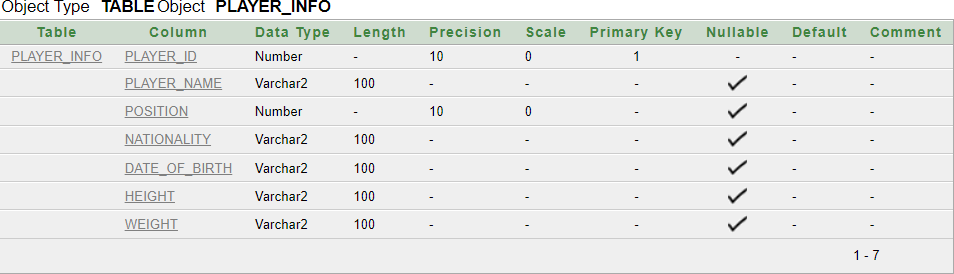 Object Type TABLE Object PLAYER_INFO
Table Column Data Type Length Precision Scale Primary Key Nullable Default Comment
PLAYER_INFO PLAYER_ID Number - 10 0 1 - - -
PLAYER_NAME Varchar2 100 - - - ✓ - -
POSITION Number - 10 0 - ✓ - -
NATIONALITY Varchar2 100 - - - ✓ - -
DATE_OF_BIRTH Varchar2 100 - - - ✓ - -
HEIGHT Varchar2 100 - - - ✓ - -
WEIGHT Varchar2 100 - - - ✓ - -
1 - 7